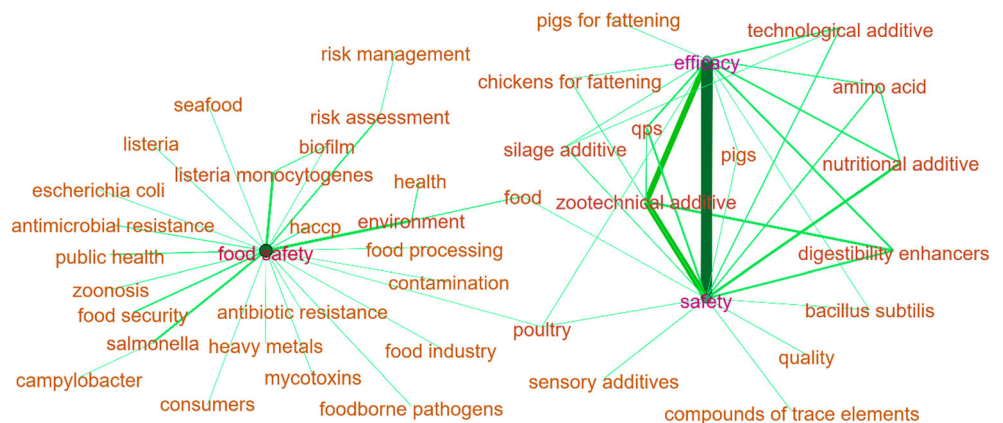 pigs for fattening
technological additive
risk management
efficacy
chickens for fattening
amino acid
seafood
risk assessment
qps
listeria
biofilm
silage additive
pigs
nutritional additive
listeria monocytogenes
health
escherichia coli
food
zootechnical additive
antimicrobial resistance
haccp
environment
public health
food safety
food processing
digestibility enhancers
contamination
zoonosis
safety
food security
antibiotic resistance
bacillus subtilis
poultry
salmonella
heavy metals
food industry
quality
campylobacter
mycotoxins
sensory additives
consumers
foodborne pathogens
compounds of trace elements